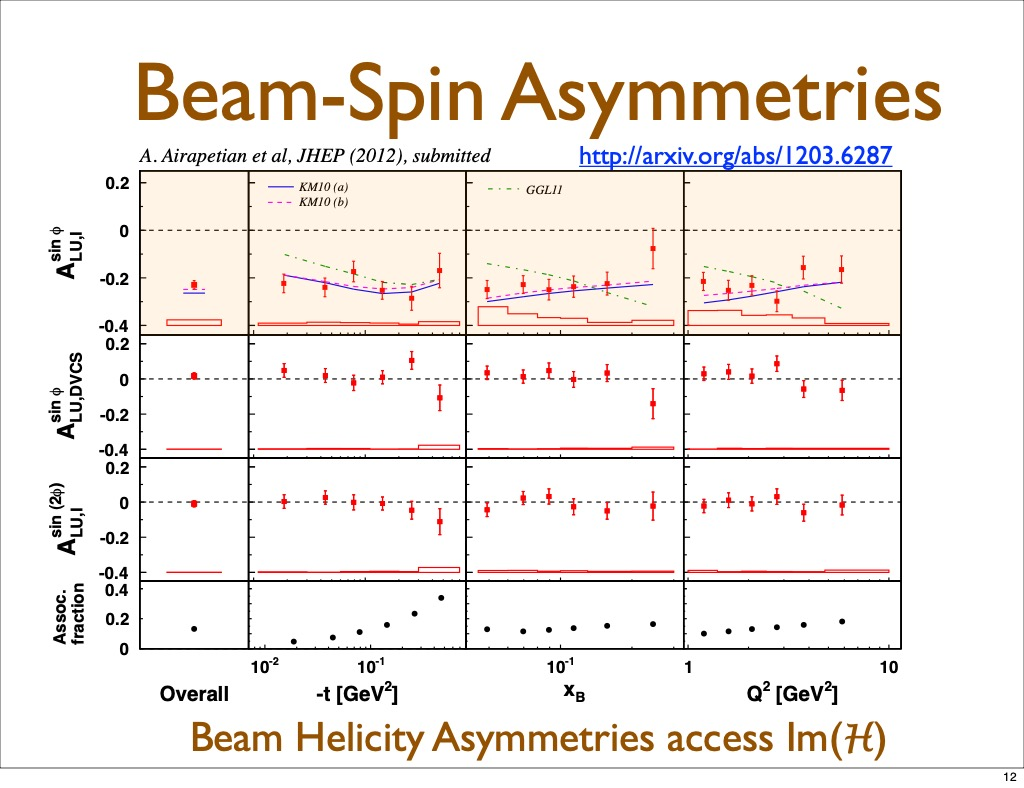 Beam-Spin Asymmetries
A. Airapetian et al, JHEP (2012), submitted
http://arxiv.org/abs/1203.6287
KM10 (a)
KM10 (b)
GGL11
A_LU,I^sin ϕ
0.2
0
-0.2
-0.4
A_LU,DVCS^sin ϕ
0.2
0
-0.2
-0.4
A_LU,I^sin (2ϕ)
0.2
0
-0.2
-0.4
Assoc.
fraction
0.4
0.2
0
10^-2 10^-1 10^-1 1 10
Overall -t [GeV^2] x_B Q^2 [GeV^2]
Beam Helicity Asymmetries access Im(ℋ)
12